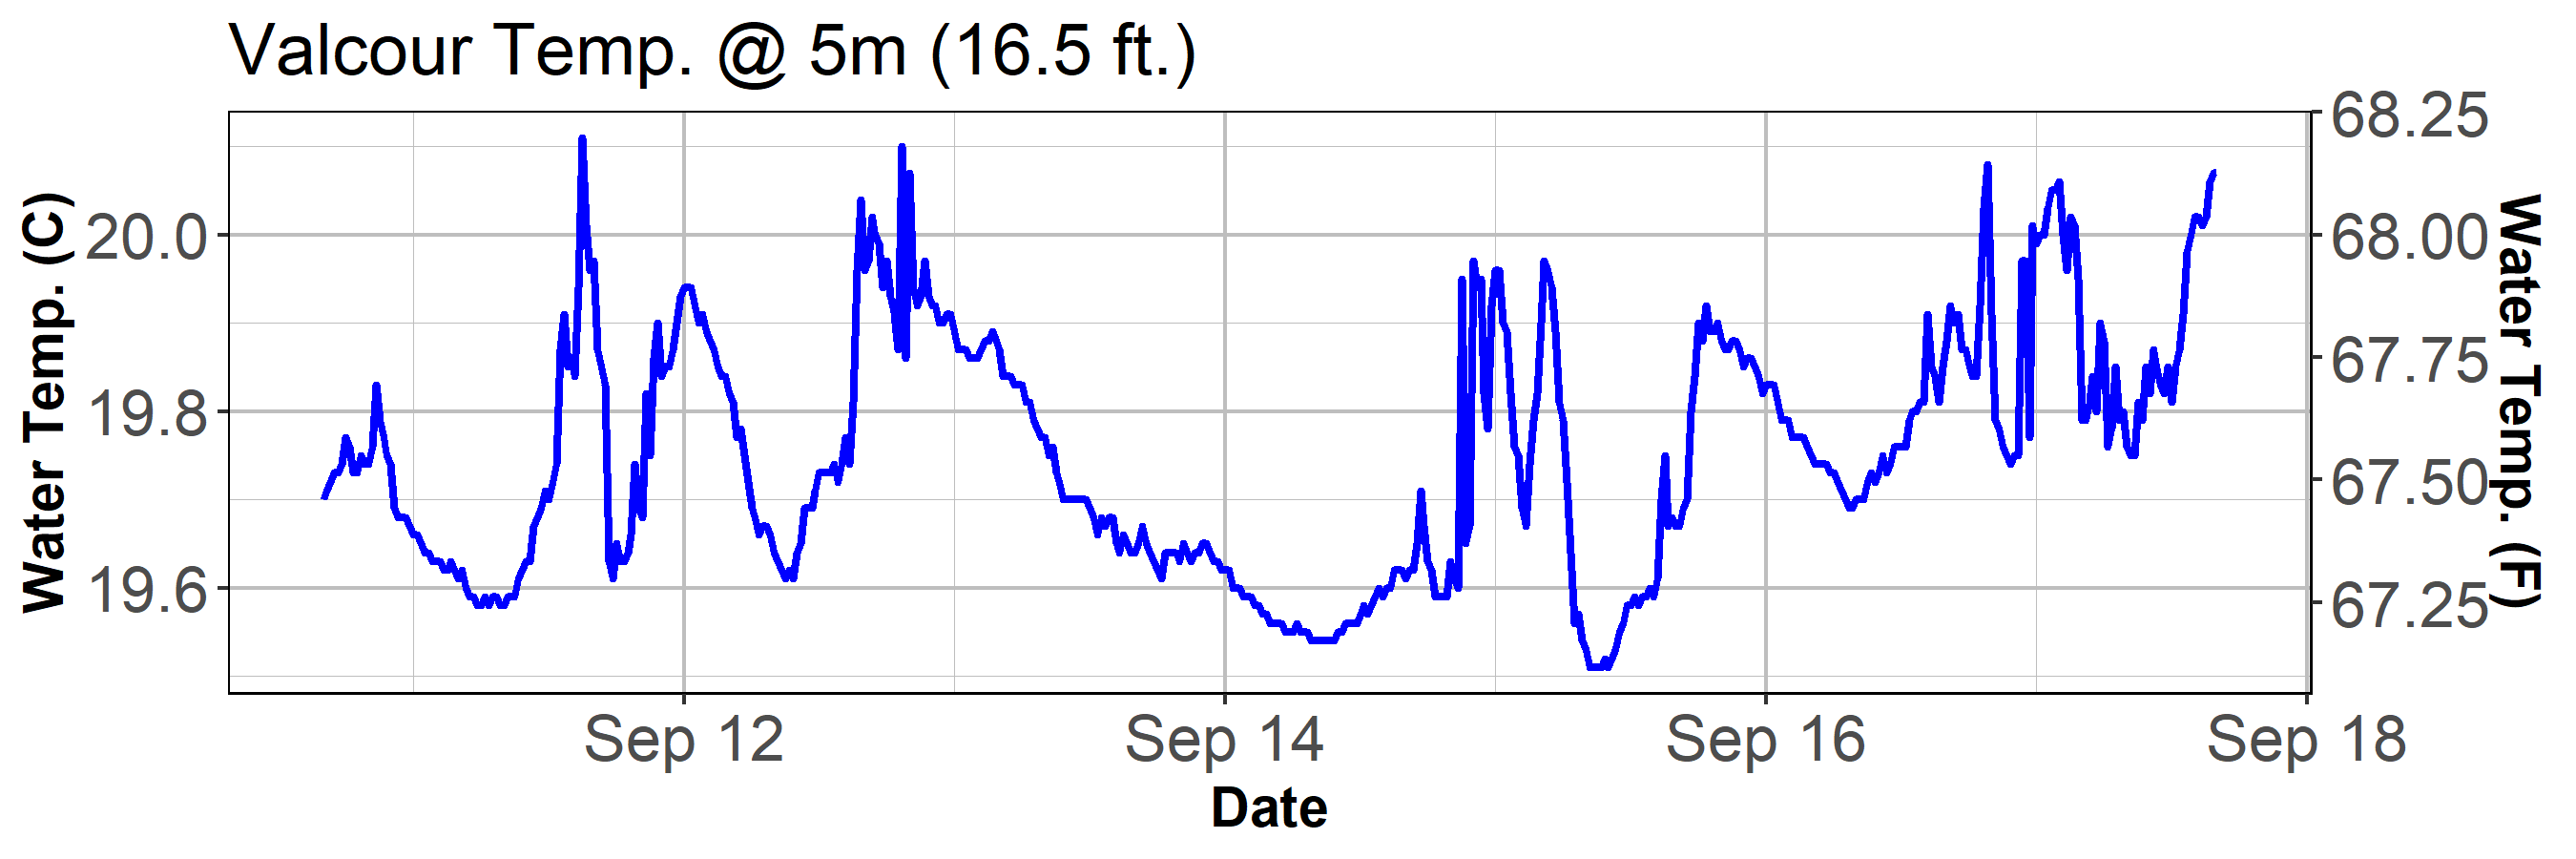 Valcour Temp. @ 5m (16.5 ft.)
Water Temp. (C)
20.0
19.8
19.6
68.25
68.00
67.75
67.50
67.25
Water Temp. (F)
Sep 12
Sep 14
Sep 16
Sep 18
Date